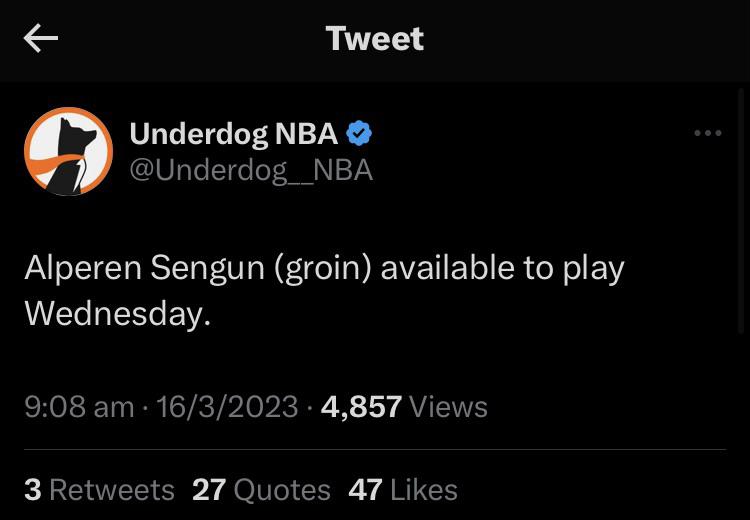 Tweet
Underdog NBA
@Underdog__NBA
Alperen Sengun (groin) available to play
Wednesday.
9:08 am · 16/3/2023 · 4,857 Views
3 Retweets 27 Quotes 47 Likes